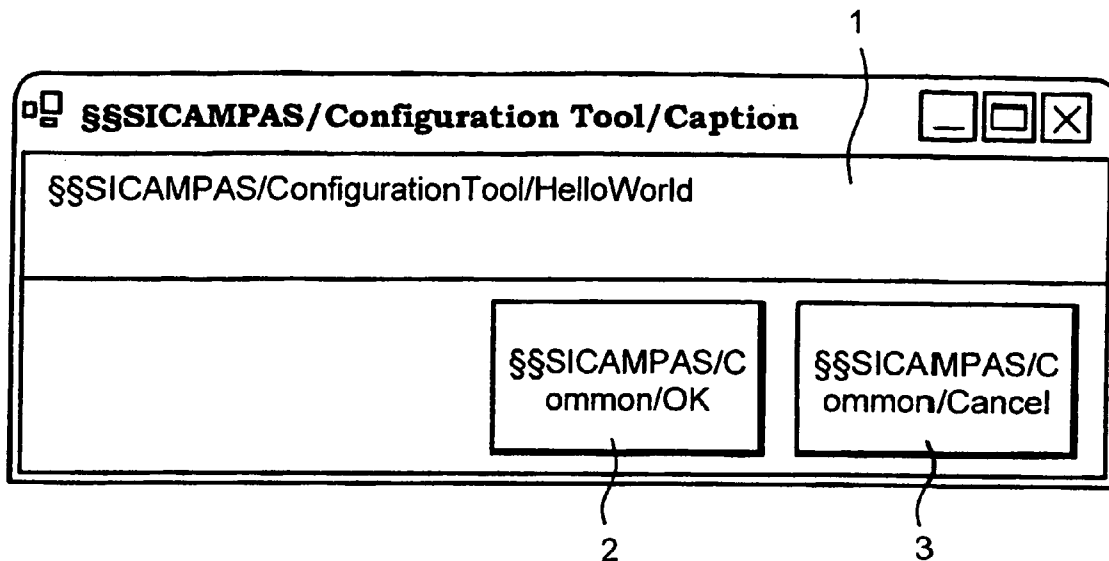 1
§§SICAMPAS/Configuration Tool/Caption
§§SICAMPAS/ConfigurationTool/HelloWorld
§§SICAMPAS/C
ommon/OK
§§SICAMPAS/C
ommon/Cancel
2
3